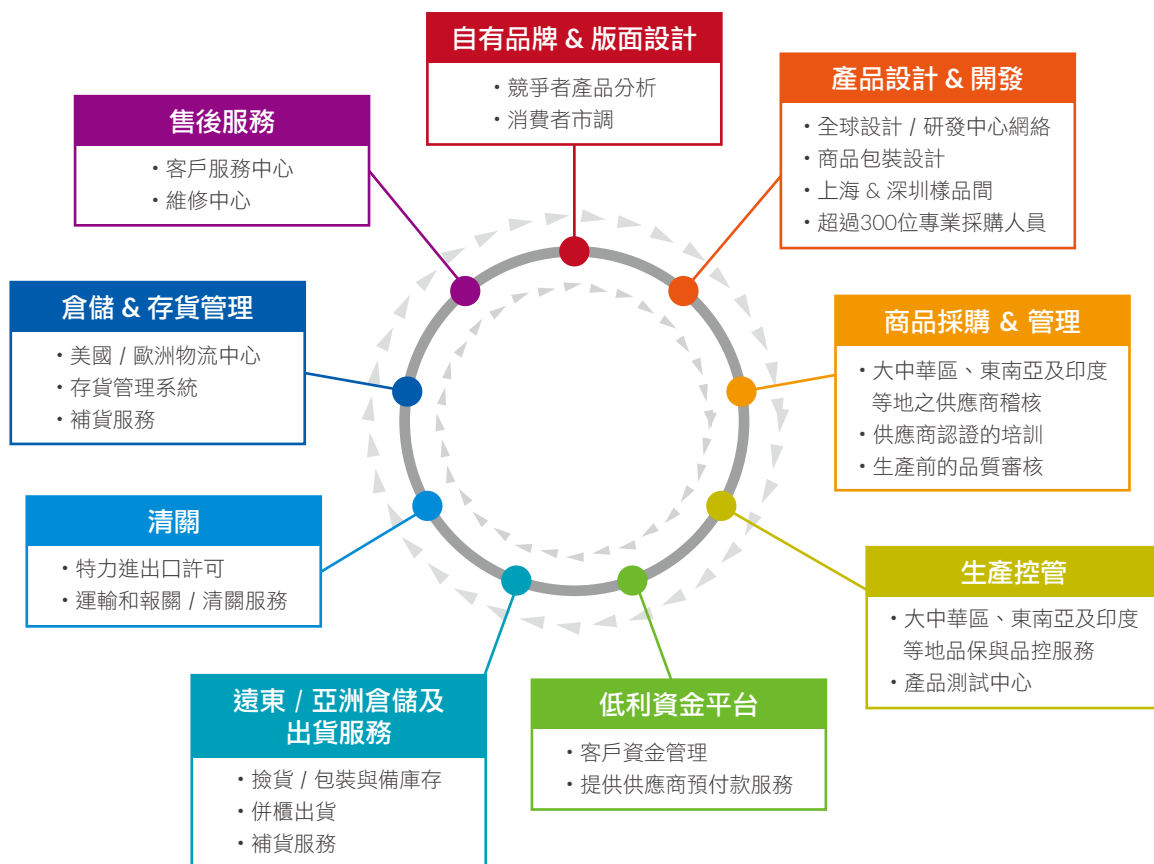 自有品牌 & 版面設計
・競爭者產品分析
・消費者市調
產品設計 & 開發
・全球設計 / 研發中心網絡
・商品包裝設計
・上海 & 深圳樣品間
・超過300位專業採購人員
商品採購 & 管理
・大中華區、東南亞及印度
等地之供應商稽核
・供應商認證的培訓
・生產前的品質審核
生產控管
・大中華區、東南亞及印度
等地品保與品控服務
・產品測試中心
低利資金平台
・客戶資金管理
・提供供應商預付款服務
遠東 / 亞洲倉儲及
出貨服務
・撿貨 / 包裝與備庫存
・併櫃出貨
・補貨服務
清關
・特力進出口許可
・運輸和報關 / 清關服務
倉儲 & 存貨管理
・美國 / 歐洲物流中心
・存貨管理系統
・補貨服務
售後服務
・客戶服務中心
・維修中心